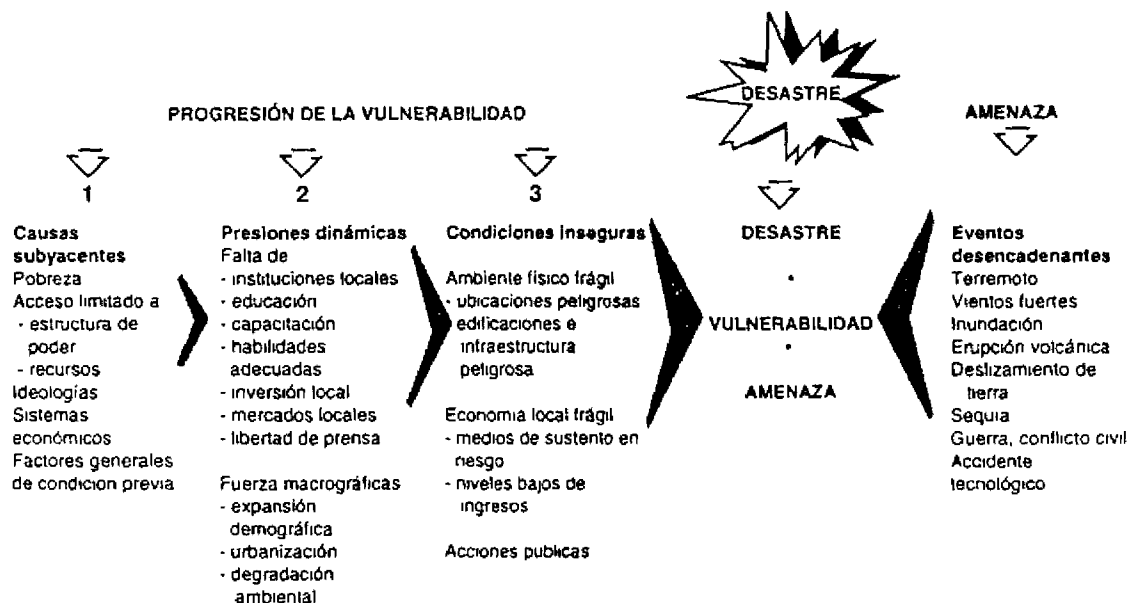 DESASTRE
PROGRESIÓN DE LA VULNERABILIDAD
AMENAZA
1
2
3
Causas
subyacentes
Pobreza
Acceso limitado a
- estructura de
poder
- recursos
Ideologías
Sistemas
económicos
Factores generales
de condicion previa
Presiones dinámicas
Falta de
- instituciones locales
- educación
- capacitación
- habilidades
adecuadas
- inversión local
- mercados locales
- libertad de prensa
Fuerza macrográficas
- expansión
demográfica
- urbanización
- degradación
ambiental
Condiciones inseguras
Ambiente físico frágil
- ubicaciones peligrosas
edificaciones e
infraestructura
peligrosa
Economia local frágil
- medios de sustento en
riesgo
- niveles bajos de
ingresos
Acciones publicas
DESASTRE
VULNERABILIDAD
AMENAZA
Eventos
desencadenantes
Terremoto
Vientos fuertes
Inundación
Erupción volcánica
Deslizamiento de
tierra
Sequia
Guerra, conflicto civil
Accidente
tecnológico